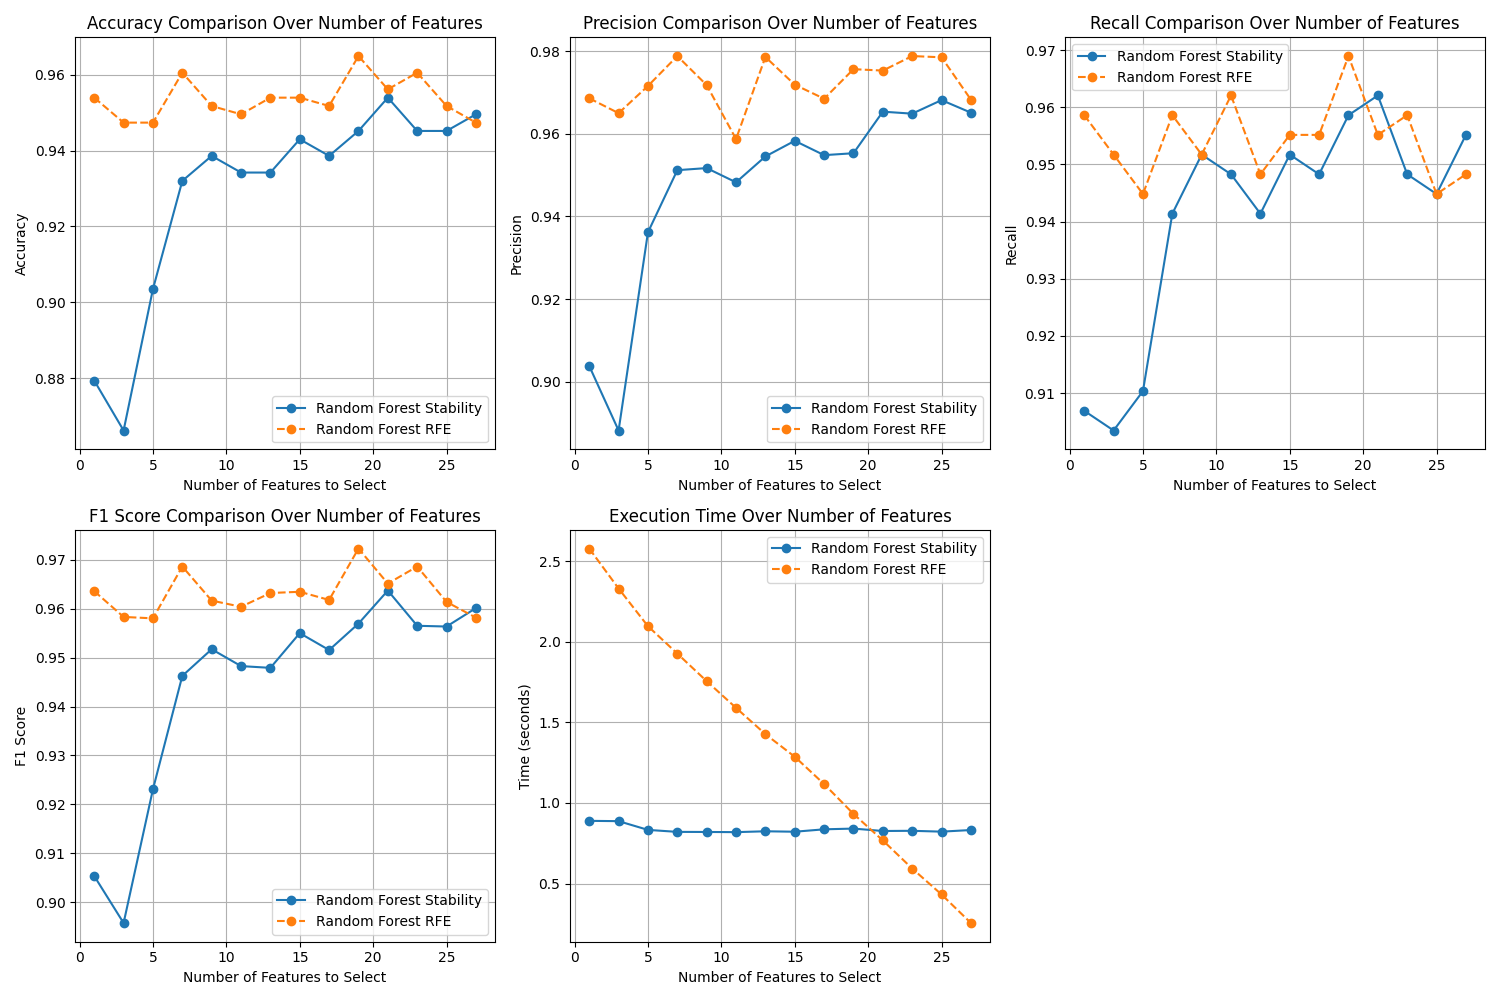 Accuracy Comparison Over Number of Features
Accuracy
0.96
0.94
0.92
0.90
0.88
0 5 10 15 20 25
Number of Features to Select
Random Forest Stability
Random Forest RFE
Precision Comparison Over Number of Features
Precision
0.98
0.96
0.94
0.92
0.90
0 5 10 15 20 25
Number of Features to Select
Random Forest Stability
Random Forest RFE
Recall Comparison Over Number of Features
Recall
0.97
0.96
0.95
0.94
0.93
0.92
0.91
0 5 10 15 20 25
Number of Features to Select
Random Forest Stability
Random Forest RFE
F1 Score Comparison Over Number of Features
F1 Score
0.97
0.96
0.95
0.94
0.93
0.92
0.91
0.90
0 5 10 15 20 25
Number of Features to Select
Random Forest Stability
Random Forest RFE
Execution Time Over Number of Features
Time (seconds)
2.5
2.0
1.5
1.0
0.5
0 5 10 15 20 25
Number of Features to Select
Random Forest Stability
Random Forest RFE